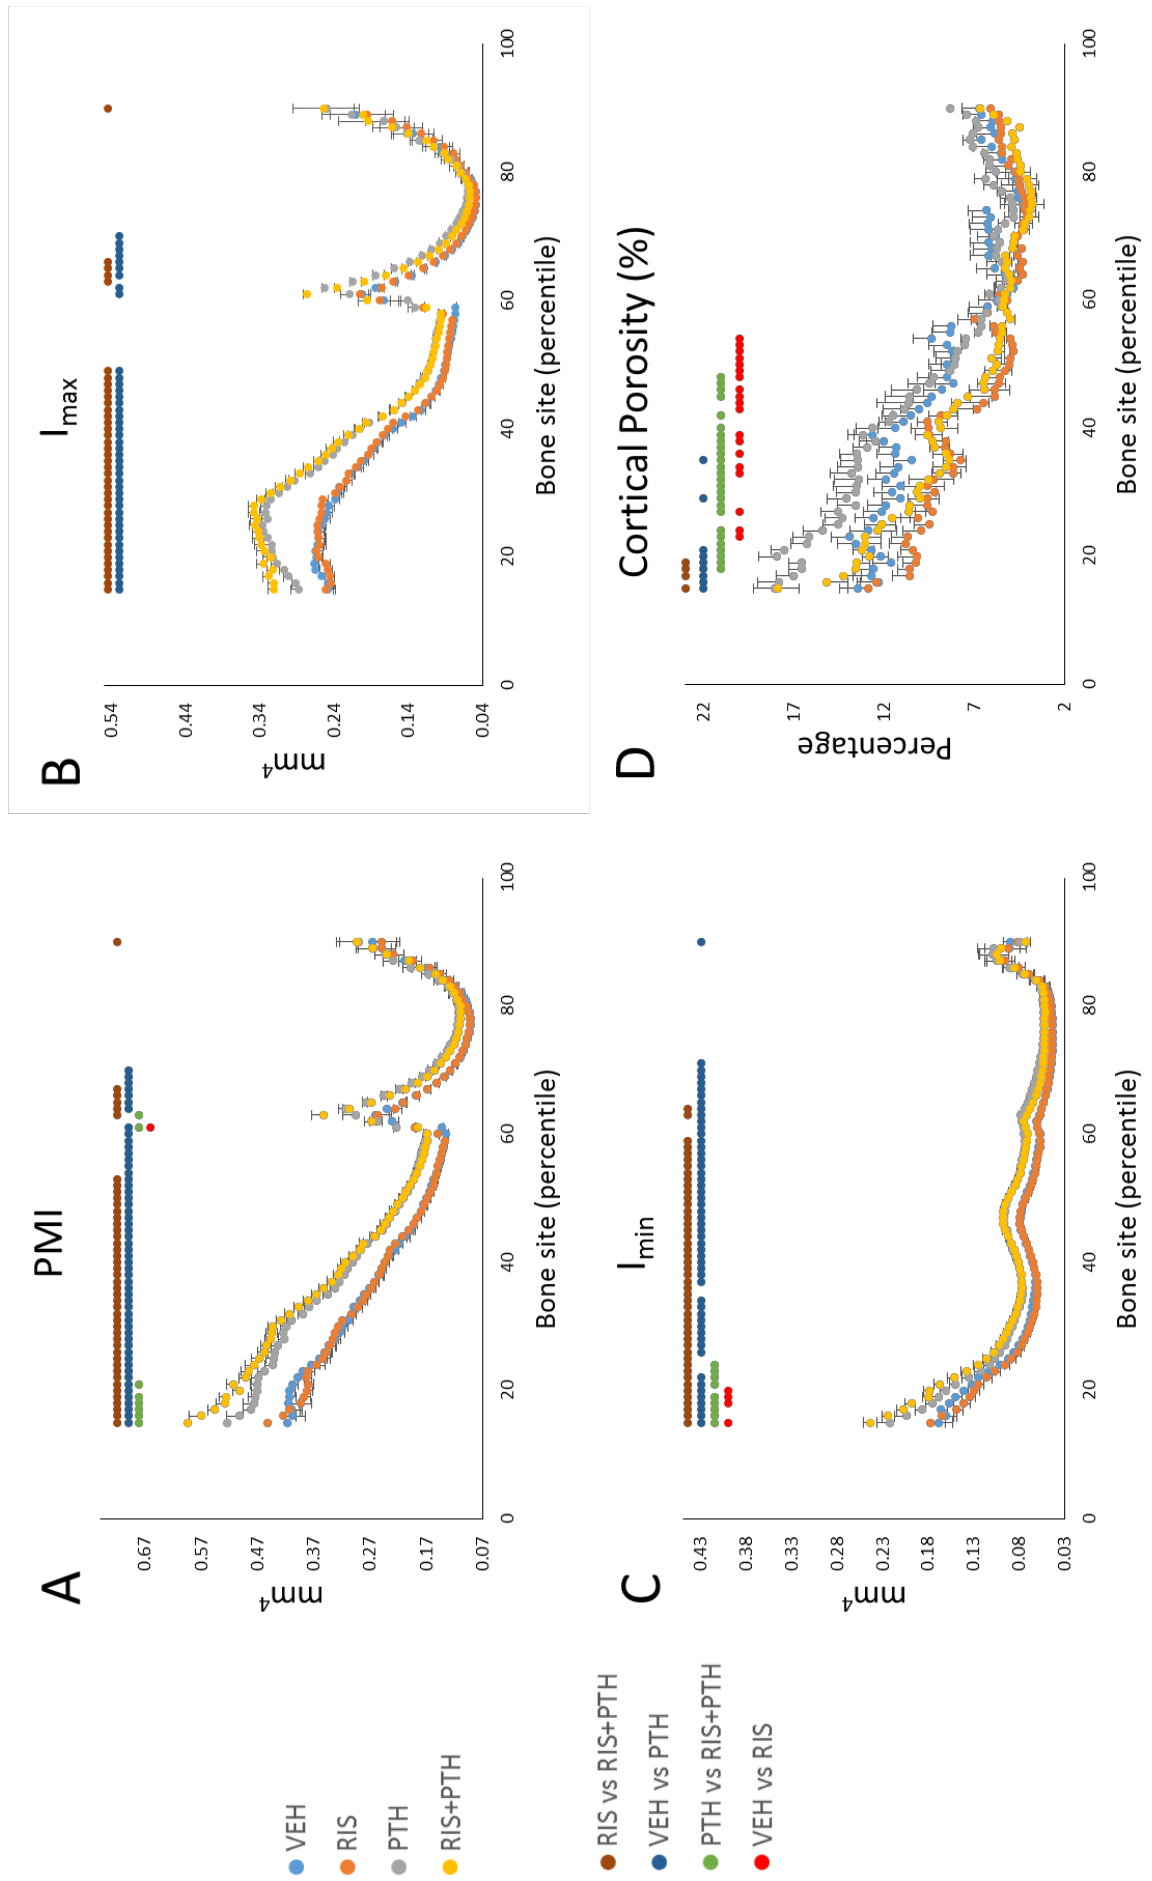 VEH
RIS
PTH
RIS+PTH
RIS vs RIS+PTH
VEH vs PTH
PTH vs RIS+PTH
VEH vs RIS
A
PMI
mm4
0.67
0.57
0.47
0.37
0.27
0.17
0.07
0 20 40 60 80 100
Bone site (percentile)
B
Imax
mm4
0.54
0.44
0.34
0.24
0.14
0.04
0 20 40 60 80 100
Bone site (percentile)
C
Imin
mm4
0.43
0.38
0.33
0.28
0.23
0.18
0.13
0.08
0.03
0 20 40 60 80 100
Bone site (percentile)
D
Cortical Porosity (%)
Percentage
22
17
12
7
2
0 20 40 60 80 100
Bone site (percentile)